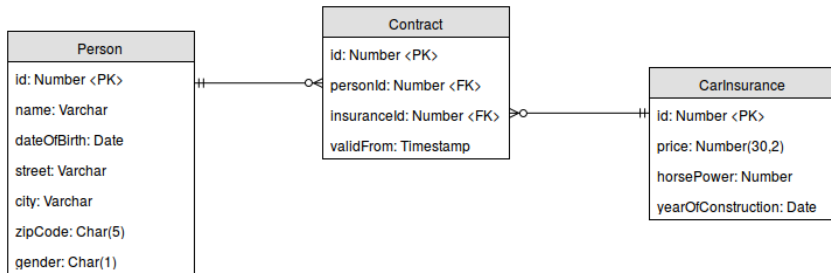 Person
id: Number <PK>
name: Varchar
dateOfBirth: Date
street: Varchar
city: Varchar
zipCode: Char(5)
gender: Char(1)
Contract
id: Number <PK>
personId: Number <FK>
insuranceId: Number <FK>
validFrom: Timestamp
CarInsurance
id: Number <PK>
price: Number(30,2)
horsePower: Number
yearOfConstruction: Date